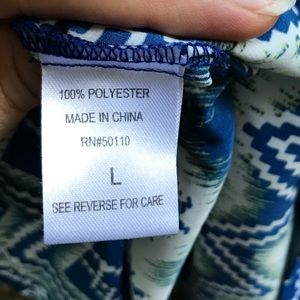 100% POLYESTER
MADE IN CHINA
RN#50110
L
SEE REVERSE FOR CARE